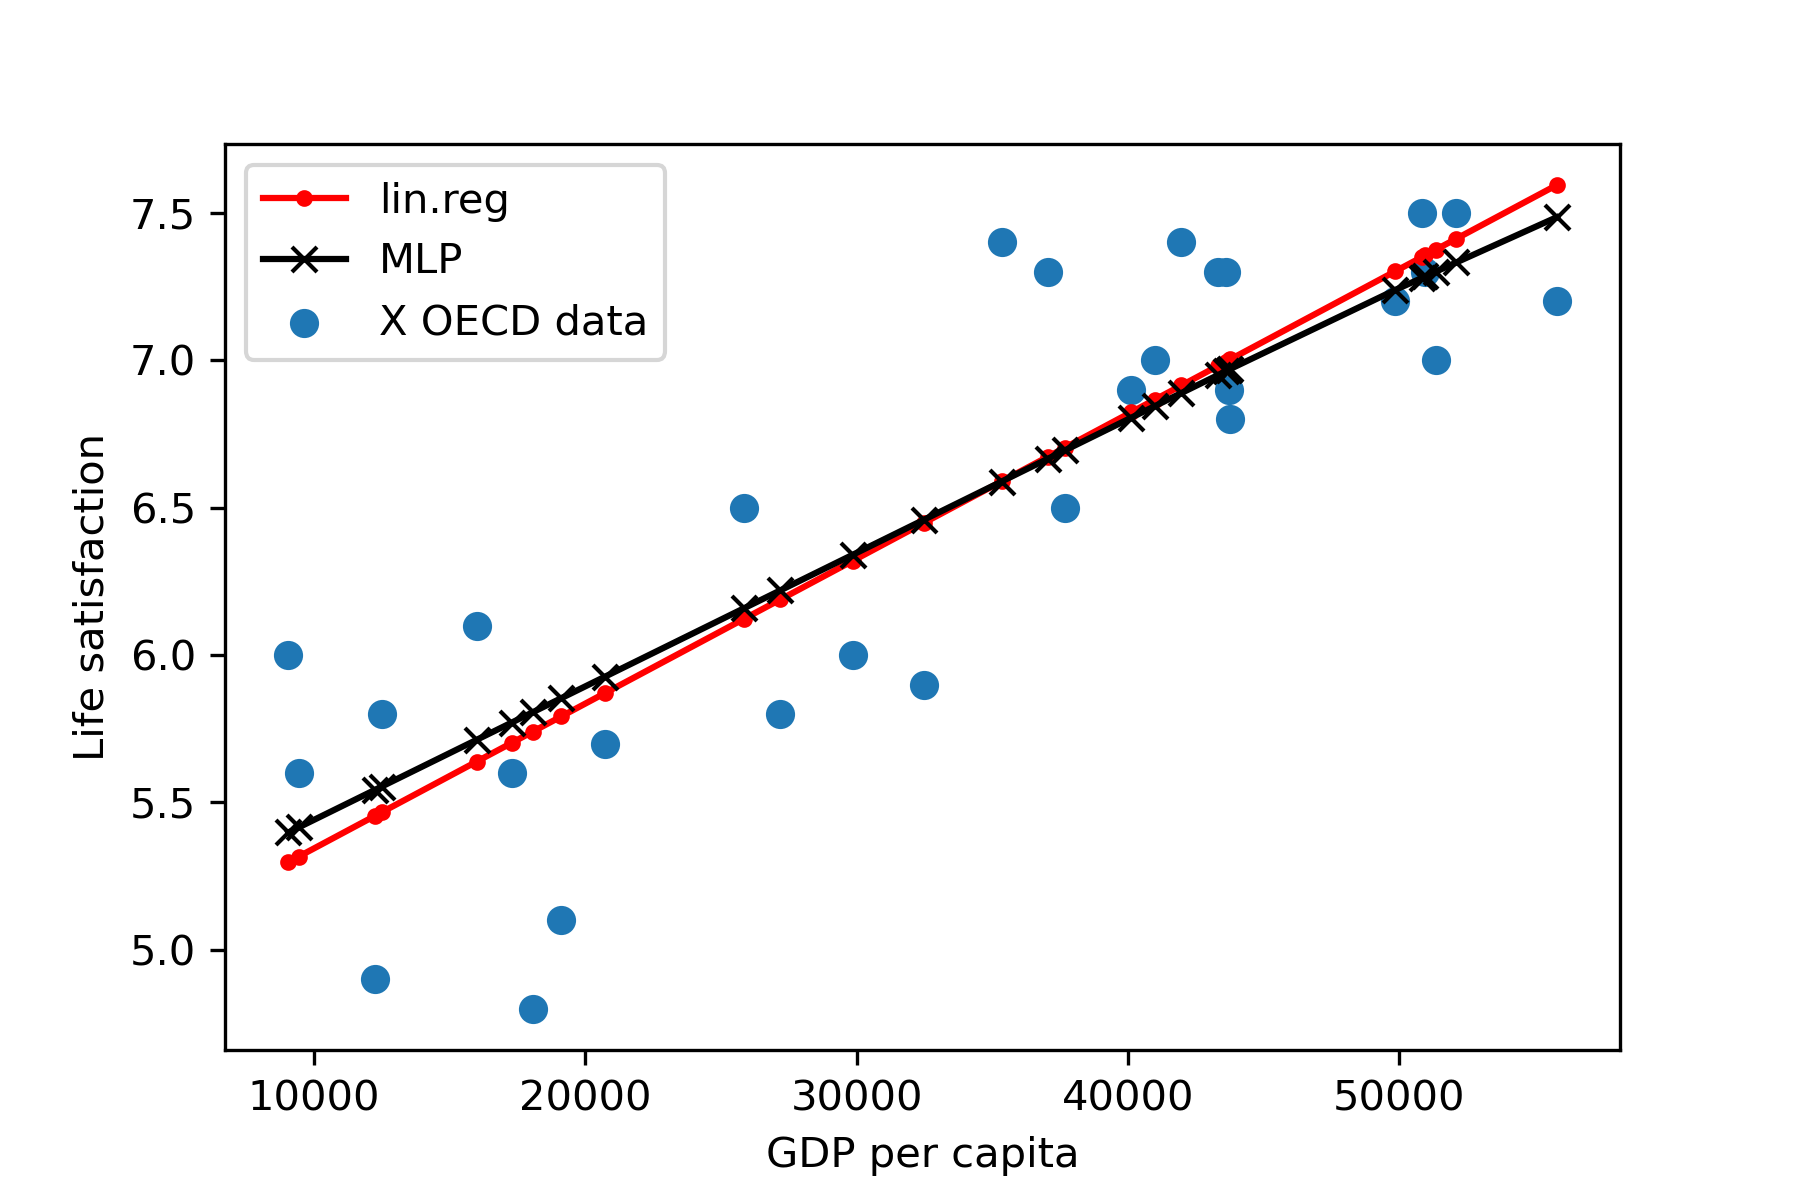 lin.reg
MLP
X OECD data
7.5
7.0
6.5
6.0
5.5
5.0
Life satisfaction
10000 20000 30000 40000 50000
GDP per capita